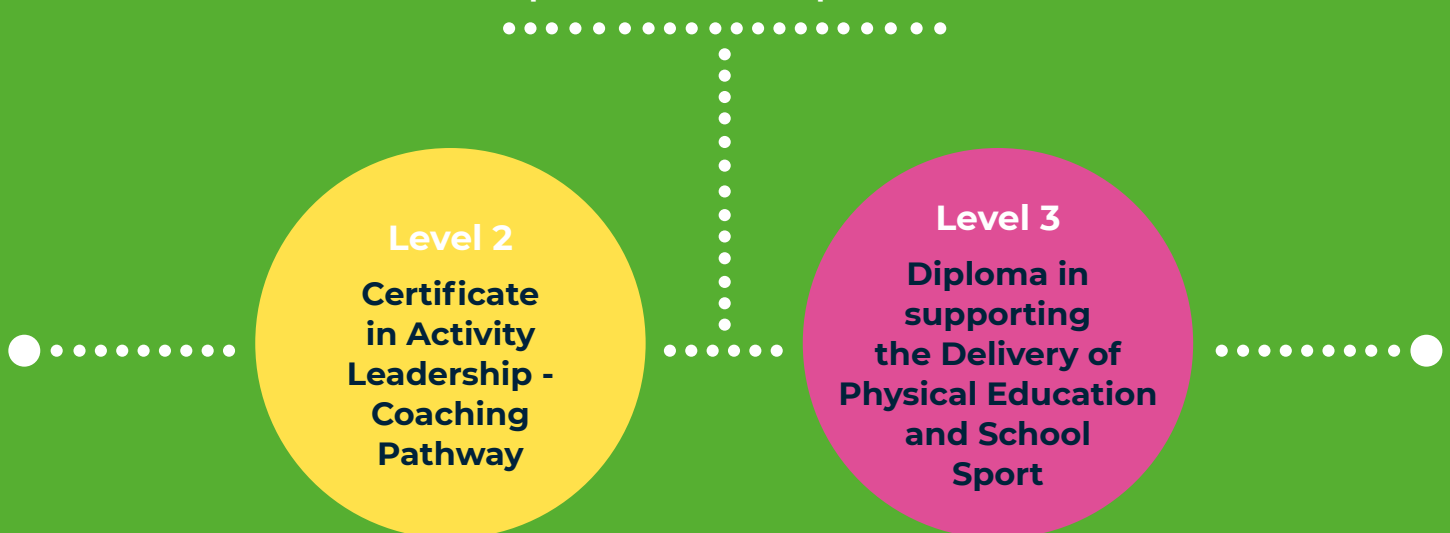 Level 2
Certificate
in Activity
Leadership -
Coaching
Pathway
Level 3
Diploma in
supporting
the Delivery of
Physical Education
and School
Sport